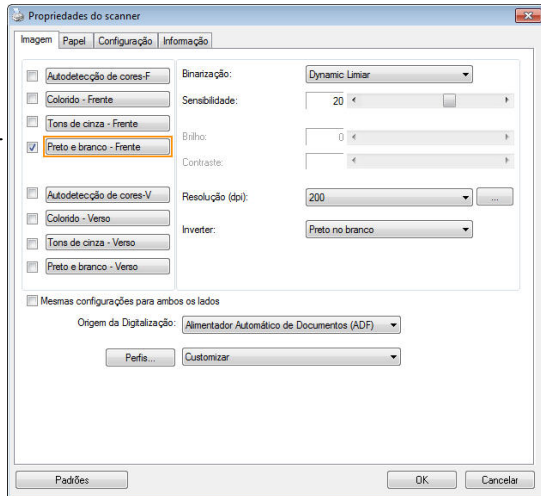 Propriedades do scanner
Imagem Papel Configuração Informação
Autodetecção de cores-F
Colorido - Frente
Tons de cinza - Frente
Preto e branco - Frente
Autodetecção de cores-V
Colorido - Verso
Tons de cinza - Verso
Preto e branco - Verso
Binarização: Dynamic Limiar
Sensibilidade: 20
Brilho: 0
Contraste:
Resolução (dpi): 200 ...
Inverter: Preto no branco
Mesmas configurações para ambos os lados
Origem da Digitalização: Alimentador Automático de Documentos (ADF)
Perfis... Customizar
Padrões OK Cancelar